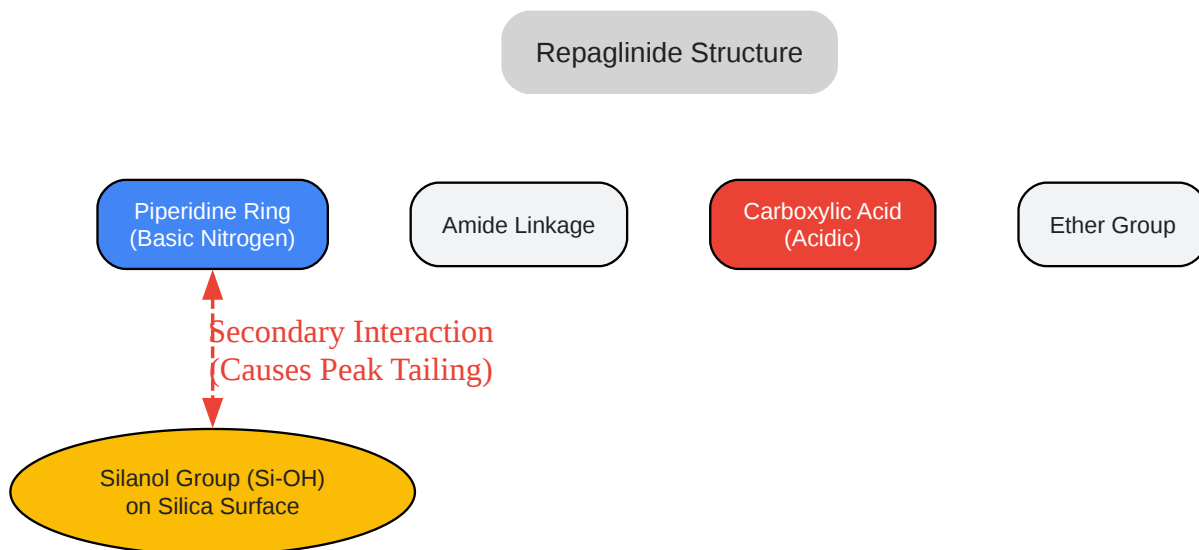 Repaglinide Structure
Piperidine Ring
(Basic Nitrogen)
Amide Linkage
Carboxylic Acid
(Acidic)
Ether Group
Secondary Interaction
(Causes Peak Tailing)
Silanol Group (Si-OH)
on Silica Surface